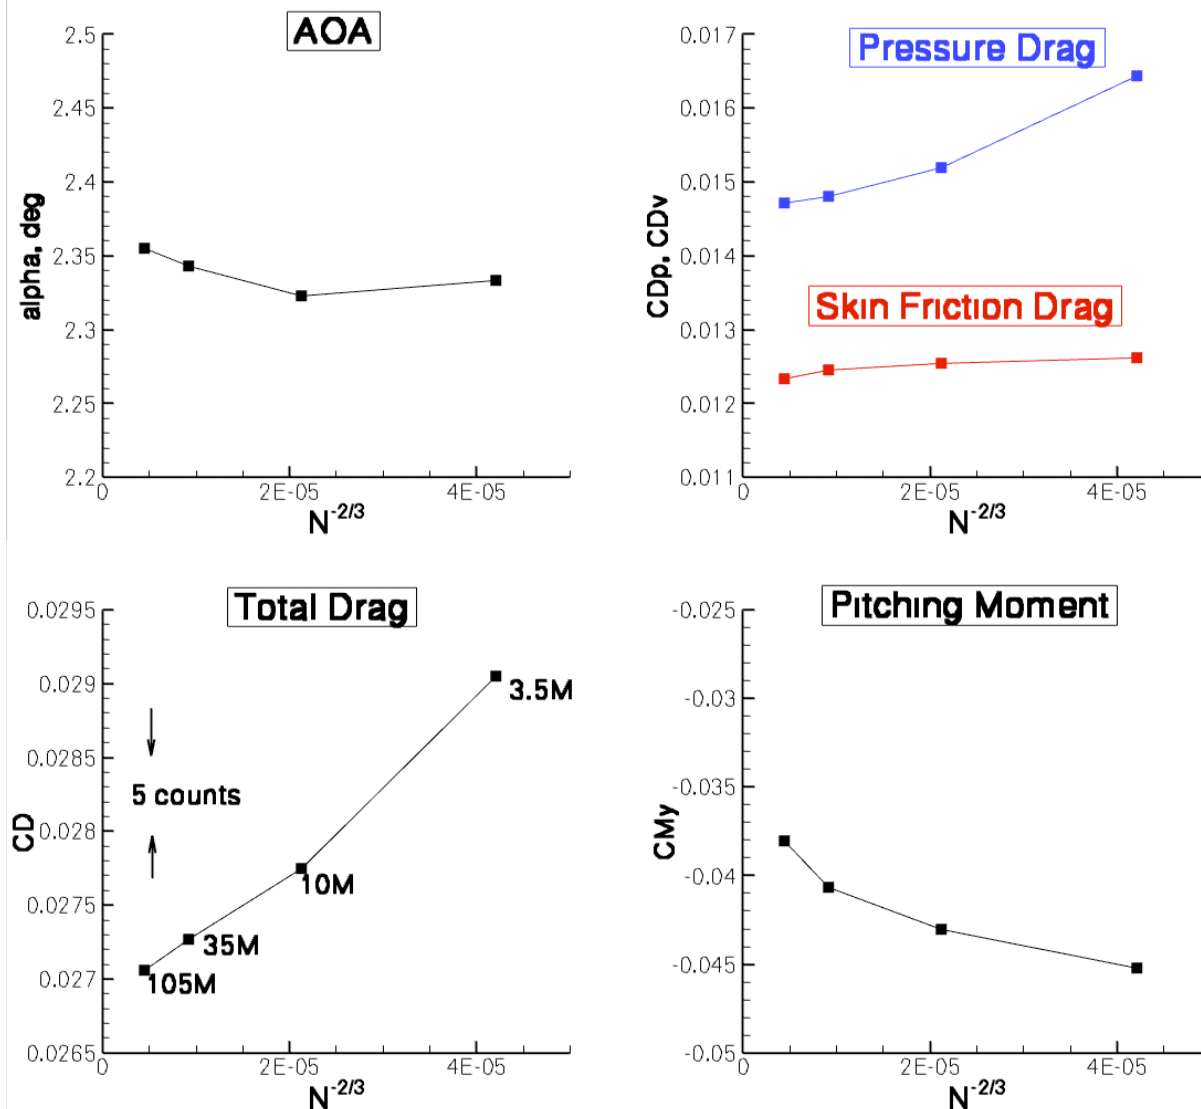 AOA
2.5
2.45
2.4
2.35
2.3
2.25
2.2
alpha, deg
0
2E-05
4E-05
N-2/3
Pressure Drag
0.017
0.016
0.015
0.014
0.013
0.012
0.011
CDp, CDv
Skin Friction Drag
0
2E-05
4E-05
N-2/3
Total Drag
0.0295
0.029
0.0285
0.028
0.0275
0.027
0.0265
CD
5 counts
3.5M
10M
35M
105M
0
2E-05
4E-05
N-2/3
Pitching Moment
-0.025
-0.03
-0.035
-0.04
-0.045
-0.05
CMy
0
2E-05
4E-05
N-2/3